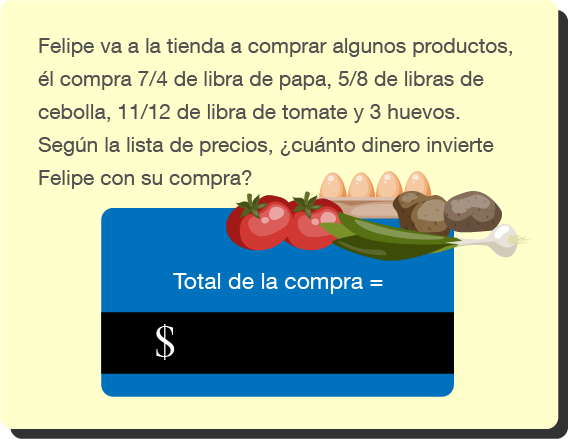 Felipe va a la tienda a comprar algunos productos,
él compra 7/4 de libra de papa, 5/8 de libras de
cebolla, 11/12 de libra de tomate y 3 huevos.
Según la lista de precios, ¿cuánto dinero invierte
Felipe con su compra?
Total de la compra =
$